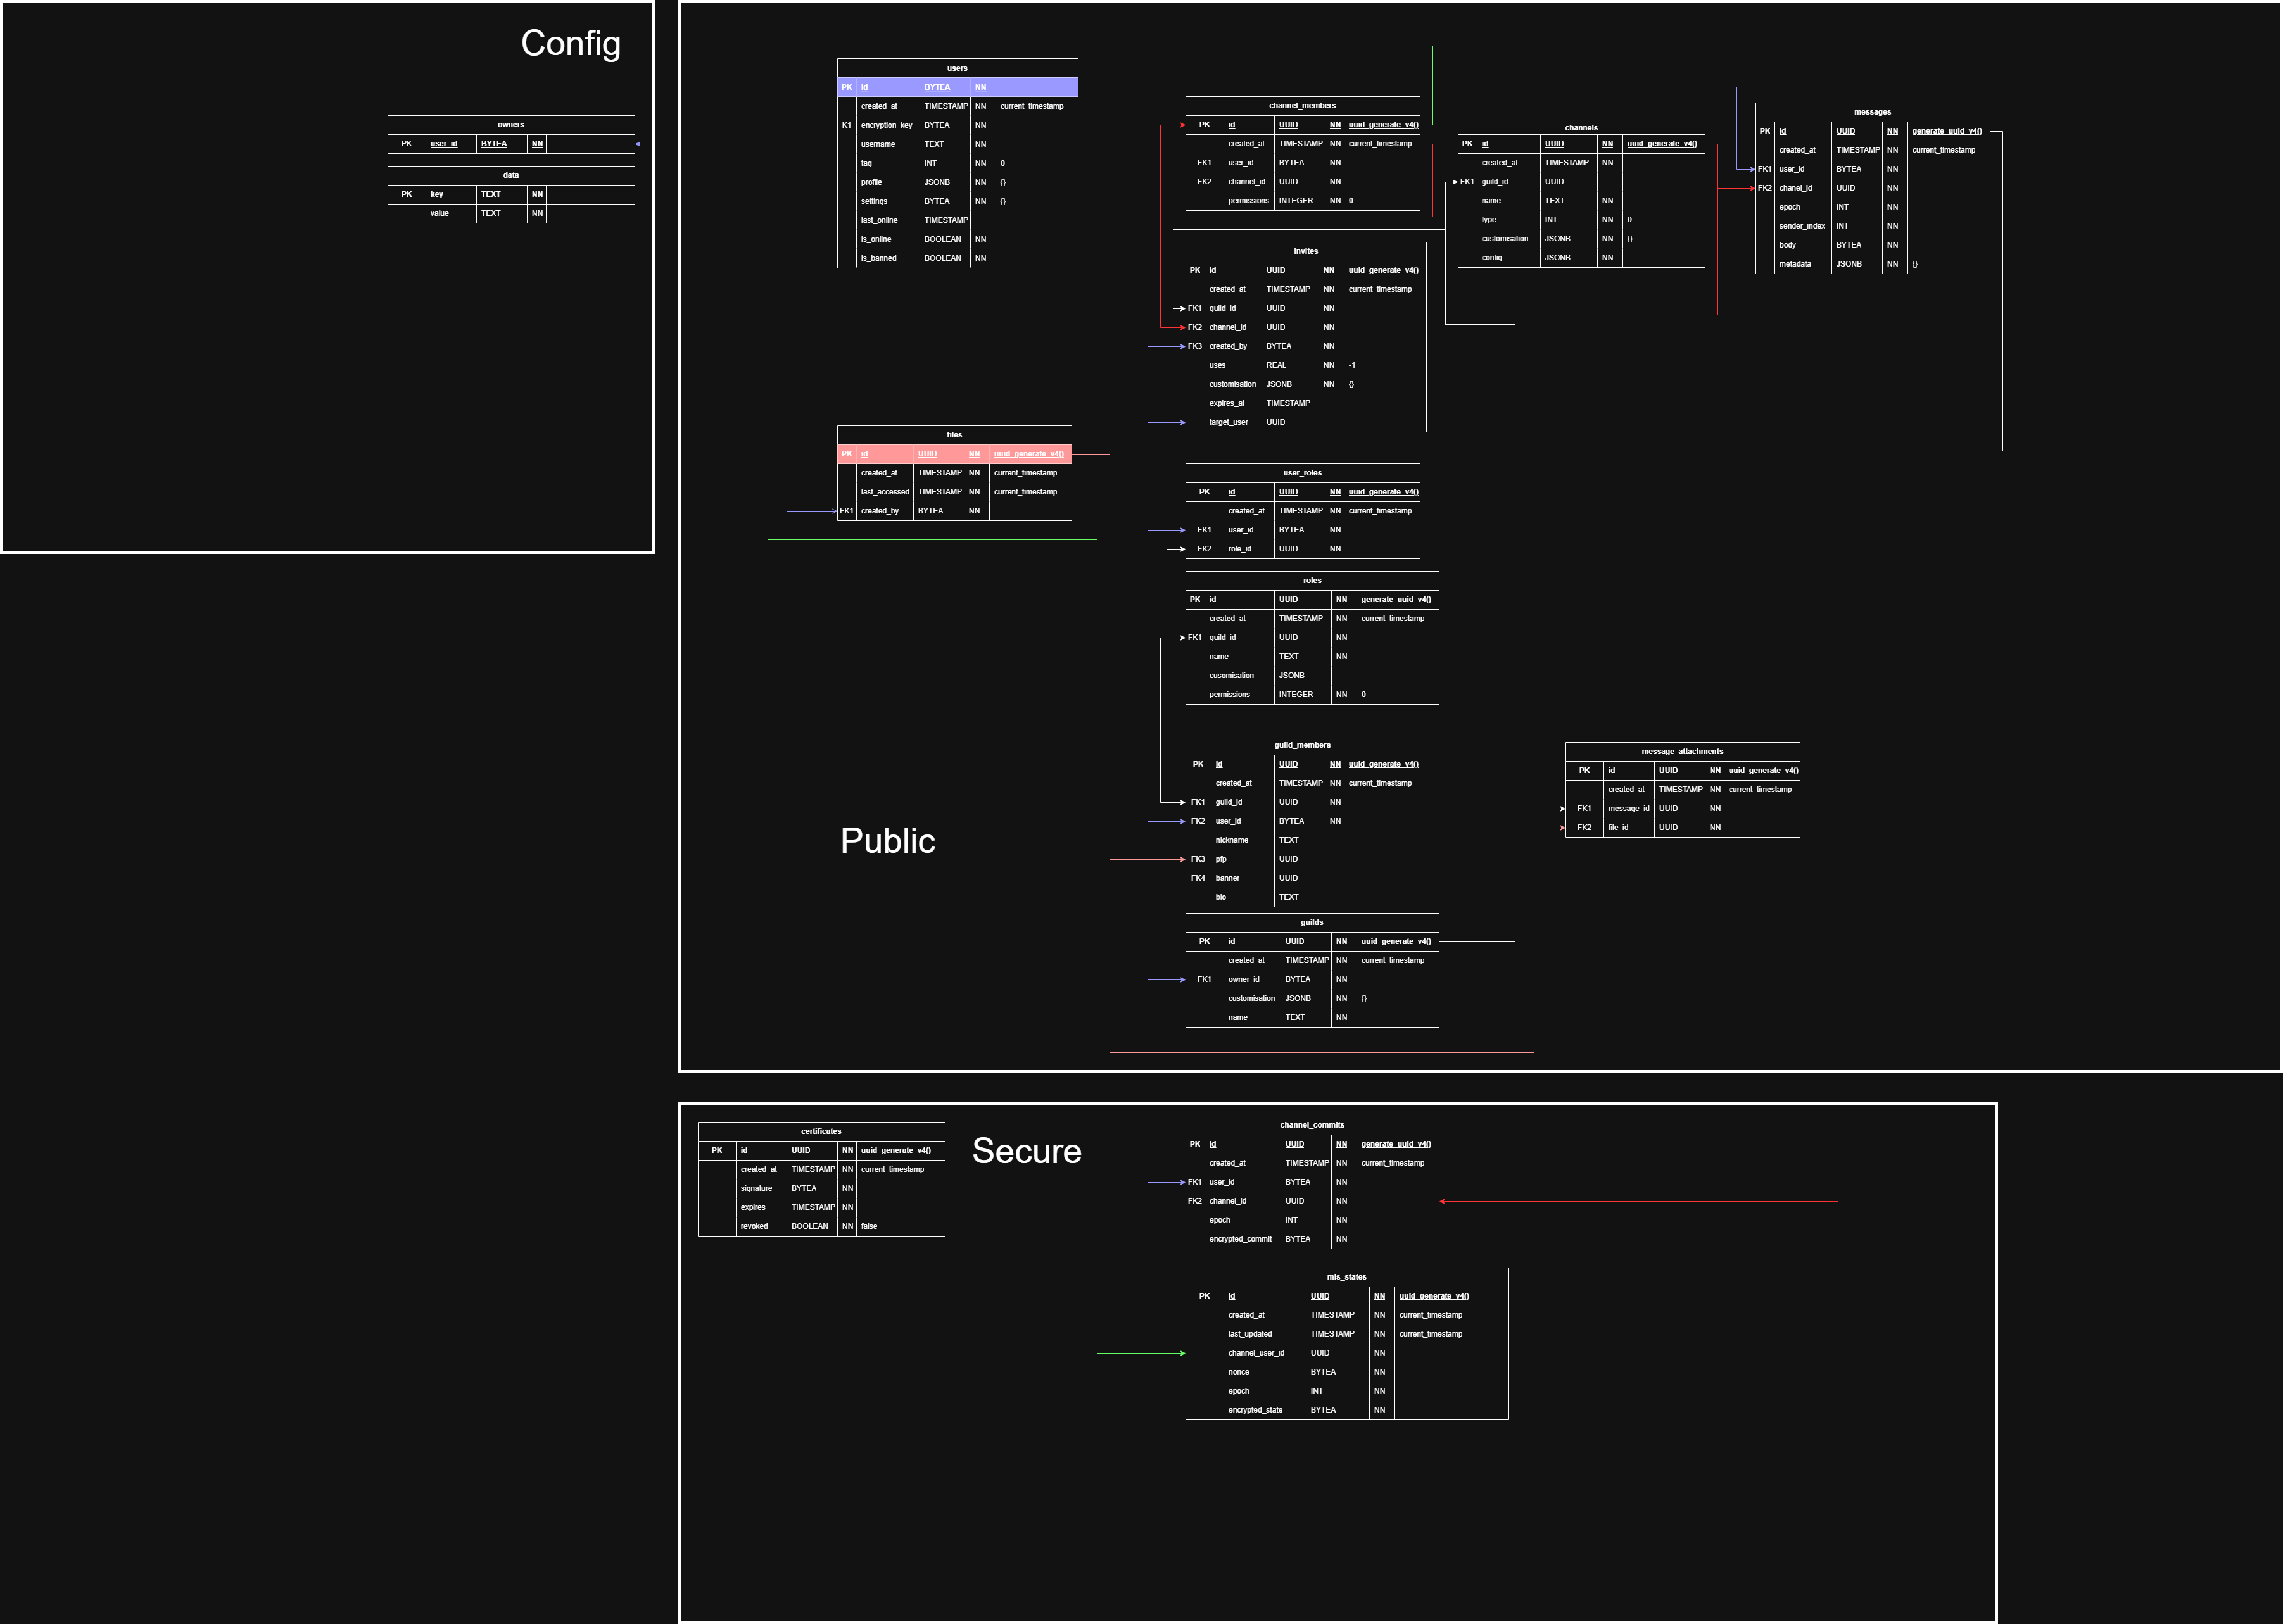 Config
owners
PK user_id BYTEA NN
data
PK key TEXT NN
value TEXT NN
users
PK id BYTEA NN
created_at TIMESTAMP NN current_timestamp
K1 encryption_key BYTEA NN
username TEXT NN
tag INT NN 0
profile JSONB NN {}
settings BYTEA NN {}
last_online TIMESTAMP
is_online BOOLEAN NN
is_banned BOOLEAN NN
files
PK id UUID NN uuid_generate_v4()
created_at TIMESTAMP NN current_timestamp
last_accessed TIMESTAMP NN current_timestamp
FK1 created_by BYTEA NN
channel_members
PK id UUID NN uuid_generate_v4()
created_at TIMESTAMP NN current_timestamp
FK1 user_id BYTEA NN
FK2 channel_id UUID NN
permissions INTEGER NN 0
channels
PK id UUID NN uuid_generate_v4()
created_at TIMESTAMP NN
FK1 guild_id UUID
name TEXT NN
type INT NN 0
customisation JSONB NN {}
config JSONB NN
messages
PK id UUID NN generate_uuid_v4()
created_at TIMESTAMP NN current_timestamp
FK1 user_id BYTEA NN
FK2 chanel_id UUID NN
epoch INT NN
sender_index INT NN
body BYTEA NN
metadata JSONB NN {}
invites
PK id UUID NN uuid_generate_v4()
created_at TIMESTAMP NN current_timestamp
FK1 guild_id UUID NN
FK2 channel_id UUID NN
FK3 created_by BYTEA NN
uses REAL NN -1
customisation JSONB NN {}
expires_at TIMESTAMP
target_user UUID
user_roles
PK id UUID NN uuid_generate_v4()
created_at TIMESTAMP NN current_timestamp
FK1 user_id BYTEA NN
FK2 role_id UUID NN
roles
PK id UUID NN generate_uuid_v4()
created_at TIMESTAMP NN current_timestamp
FK1 guild_id UUID NN
name TEXT NN
cusomisation JSONB
permissions INTEGER NN 0
guild_members
PK id UUID NN uuid_generate_v4()
created_at TIMESTAMP NN current_timestamp
FK1 guild_id UUID NN
FK2 user_id BYTEA NN
nickname TEXT
FK3 pfp UUID
FK4 banner UUID
bio TEXT
message_attachments
PK id UUID NN uuid_generate_v4()
created_at TIMESTAMP NN current_timestamp
FK1 message_id UUID NN
FK2 file_id UUID NN
Public
guilds
PK id UUID NN uuid_generate_v4()
created_at TIMESTAMP NN current_timestamp
FK1 owner_id BYTEA NN
customisation JSONB NN {}
name TEXT NN
certificates
PK id UUID NN uuid_generate_v4()
created_at TIMESTAMP NN current_timestamp
signature BYTEA NN
expires TIMESTAMP NN
revoked BOOLEAN NN false
Secure
channel_commits
PK id UUID NN generate_uuid_v4()
created_at TIMESTAMP NN current_timestamp
FK1 user_id BYTEA NN
FK2 channel_id UUID NN
epoch INT NN
encrypted_commit BYTEA NN
mls_states
PK id UUID NN uuid_generate_v4()
created_at TIMESTAMP NN current_timestamp
last_updated TIMESTAMP NN current_timestamp
channel_user_id UUID NN
nonce BYTEA NN
epoch INT NN
encrypted_state BYTEA NN